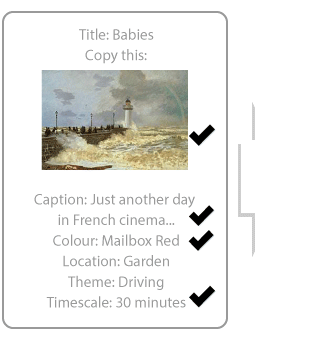 Title: Babies
Copy this:
Caption: Just another day
in French cinema...
Colour: Mailbox Red
Location: Garden
Theme: Driving
Timescale: 30 minutes